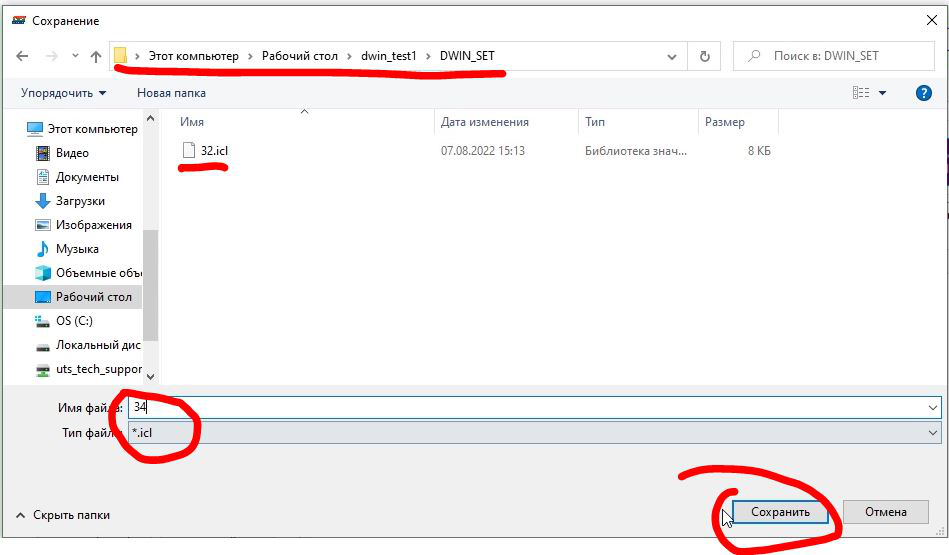 Сохранение
Этот компьютер > Рабочий стол > dwin_test1 > DWIN_SET
Поиск в: DWIN_SET
Упорядочить Новая папка
Имя Дата изменения Тип Размер
32.icl 07.08.2022 15:13 Библиотека знач... 8 КБ
Этот компьютер
Видео
Документы
Загрузки
Изображения
Музыка
Объемные объ
Рабочий стол
OS (C:)
Локальный дис
uts_tech_suppor
Имя файла: 34
Тип файла: *.icl
Скрыть папки
Сохранить Отмена